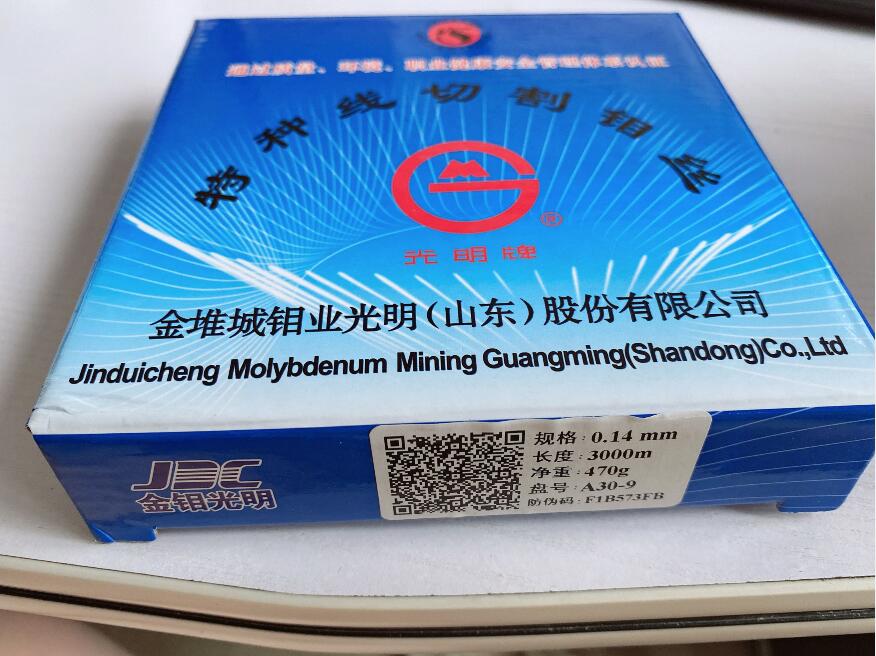 通过质量、环境、职业健康安全管理体系认证
特种线切割钼丝
®
光明牌
金堆城钼业光明(山东)股份有限公司
Jinduicheng Molybdenum Mining Guangming(Shandong)Co.,Ltd
JDC
金钼光明
规格:0.14 mm
长度:3000m
净重:470g
盘号:A30-9
防伪码:F1B573FB